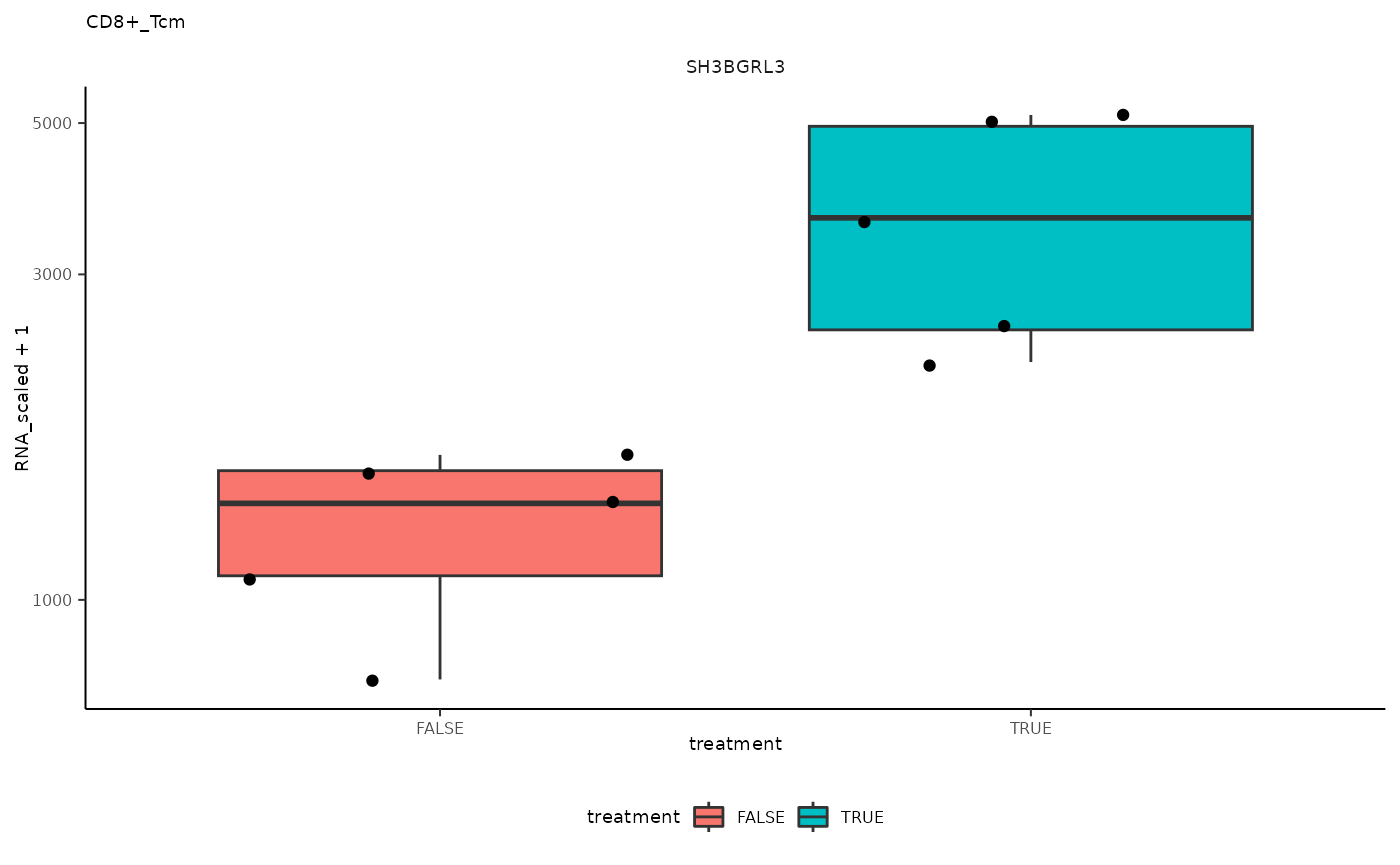 CD8+_Tcm
SH3BGRL3
5000
3000
1000
RNA_scaled + 1
FALSE TRUE
treatment
treatment FALSE TRUE